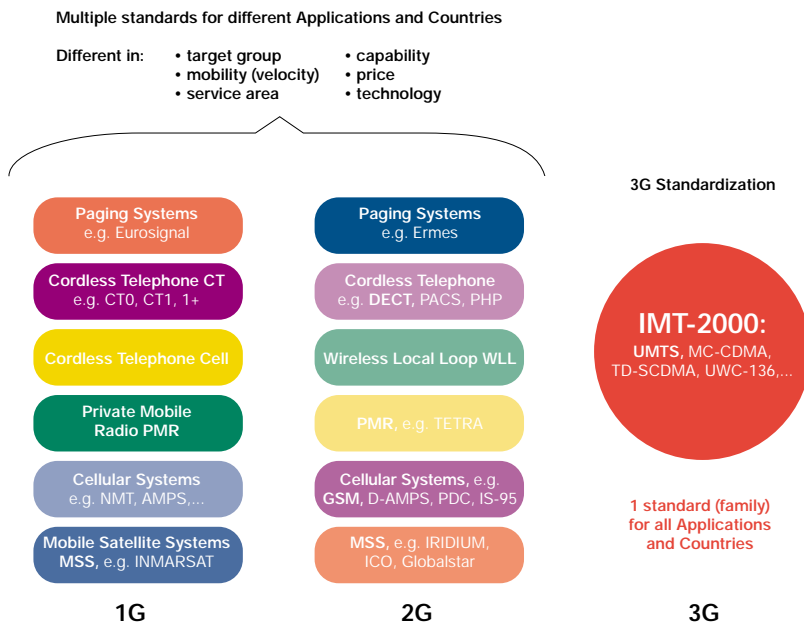 Multiple standards for different Applications and Countries
Different in:
• target group
• mobility (velocity)
• service area
• capability
• price
• technology
Paging Systems
e.g. Eurosignal
Cordless Telephone CT
e.g. CT0, CT1, 1+
Cordless Telephone Cell
Private Mobile
Radio PMR
Cellular Systems
e.g. NMT, AMPS,...
Mobile Satellite Systems
MSS, e.g. INMARSAT
1G
Paging Systems
e.g. Ermes
Cordless Telephone
e.g. DECT, PACS, PHP
Wireless Local Loop WLL
PMR, e.g. TETRA
Cellular Systems, e.g.
GSM, D-AMPS, PDC, IS-95
MSS, e.g. IRIDIUM,
ICO, Globalstar
2G
3G Standardization
IMT-2000:
UMTS, MC-CDMA,
TD-SCDMA, UWC-136,...
1 standard (family)
for all Applications
and Countries
3G